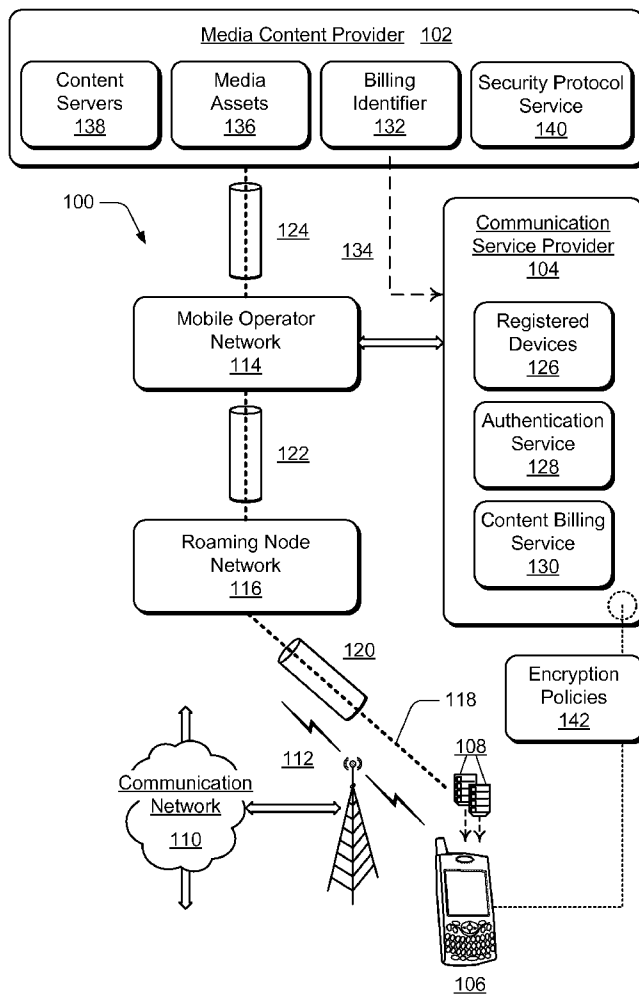 Media Content Provider 102
Content
Servers
138
Media
Assets
136
Billing
Identifier
132
Security Protocol
Service
140
100
124
134
Communication
Service Provider
104
Mobile Operator
Network
114
Registered
Devices
126
122
Authentication
Service
128
Roaming Node
Network
116
Content Billing
Service
130
120
118
Encryption
Policies
142
112
108
Communication
Network
110
106